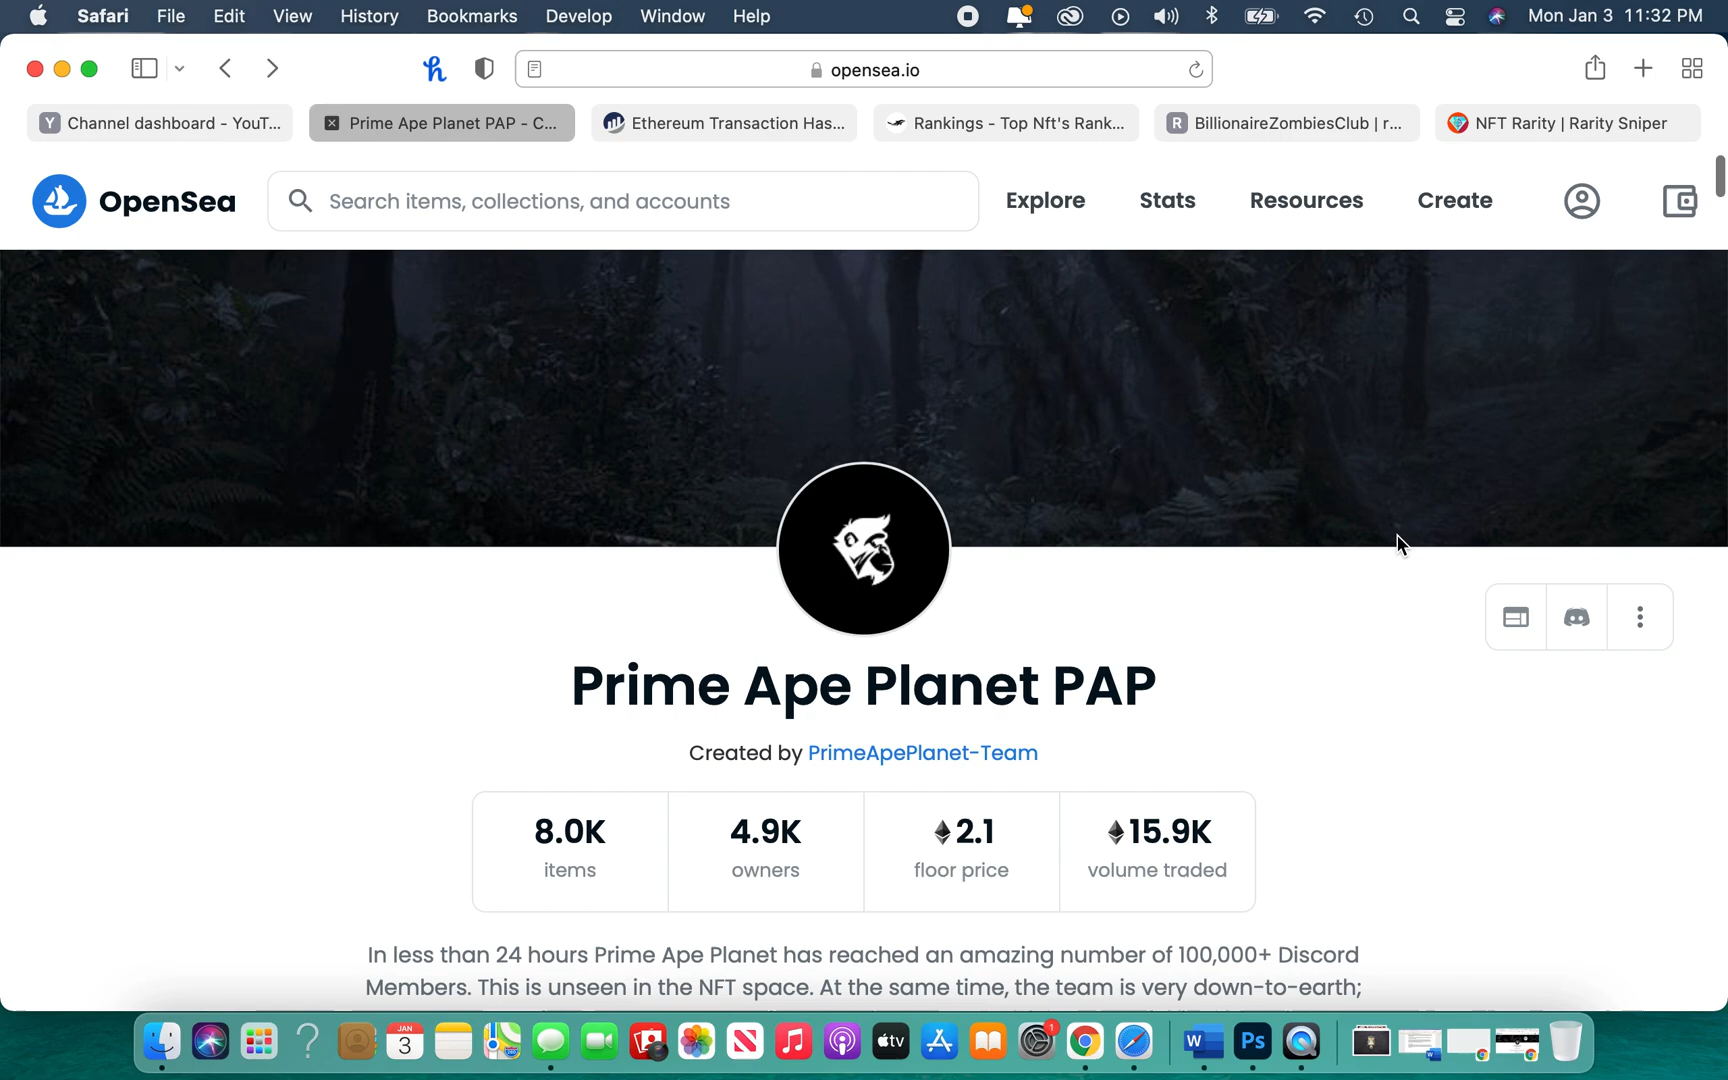 Safari File Edit View History Bookmarks Develop Window Help Mon Jan 3 11:32 PM
opensea.io
Y Channel dashboard - YouT... Prime Ape Planet PAP - C... Ethereum Transaction Has... Rankings - Top Nft's Rank... R BillionaireZombiesClub | r... NFT Rarity | Rarity Sniper
OpenSea Search items, collections, and accounts Explore Stats Resources Create
Prime Ape Planet PAP
Created by PrimeApePlanet-Team
8.0K 4.9K 2.1 15.9K
items owners floor price volume traded
In less than 24 hours Prime Ape Planet has reached an amazing number of 100,000+ Discord
Members. This is unseen in the NFT space. At the same time, the team is very down-to-earth;
JAN
3 tv 1 W Ps